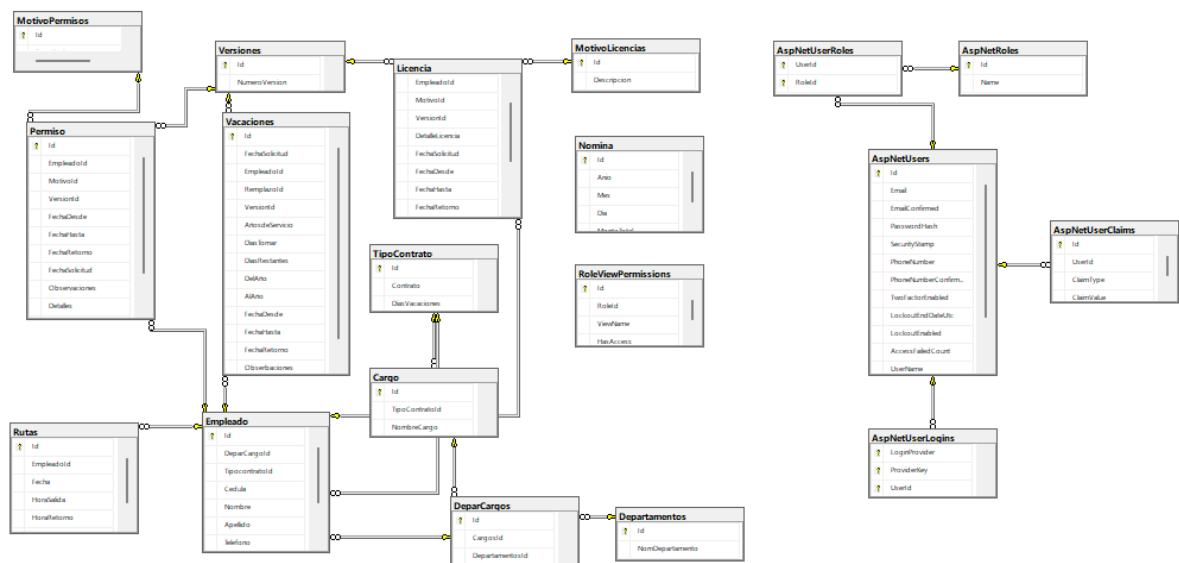 MotivoPermisos
Id
Versiones
Id
NumeroVersion
Licencia
EmpleadoId
MotivoId
VersionId
DetalleLicencia
FechaSolicitud
FechaDesde
FechaHasta
FechaRetorno
MotivoLicencias
Id
Descripcion
AspNetUserRoles
UserId
RoleId
AspNetRoles
Id
Name
Permiso
Id
EmpleadoId
MotivoId
VersionId
FechaDesde
FechaHasta
FechaRetorno
FechaSolicitud
Observaciones
Detalles
Vacaciones
Id
FechaSolicitud
EmpleadoId
RemplazoId
VersionId
AñosdeServicio
DiasTomar
DiasRestantes
DelAño
AlAño
FechaDesde
FechaHasta
FechaRetorno
Obserbaciones
Nomina
Id
Anio
Mes
Dia
MontoTotal
AspNetUsers
Id
Email
EmailConfirmed
PasswordHash
SecurityStamp
PhoneNumber
PhoneNumberConfirm...
TwoFactorEnabled
LockoutEndDateUtc
LockoutEnabled
AccessFailedCount
UserName
AspNetUserClaims
Id
UserId
ClaimType
ClaimValue
TipoContrato
Id
Contrato
DiasVacaciones
RoleViewPermissions
Id
RoleId
ViewName
HasAccess
Cargo
Id
TipoContratoId
NombreCargo
Rutas
Id
EmpleadoId
Fecha
HoraSalida
HoraRetorno
Empleado
Id
DeparCargoId
TipocontratoId
Cedula
Nombre
Apellido
Telefono
AspNetUserLogins
LoginProvider
ProviderKey
UserId
DeparCargos
Id
CargosId
DepartamentosId
Departamentos
Id
NomDepartamento